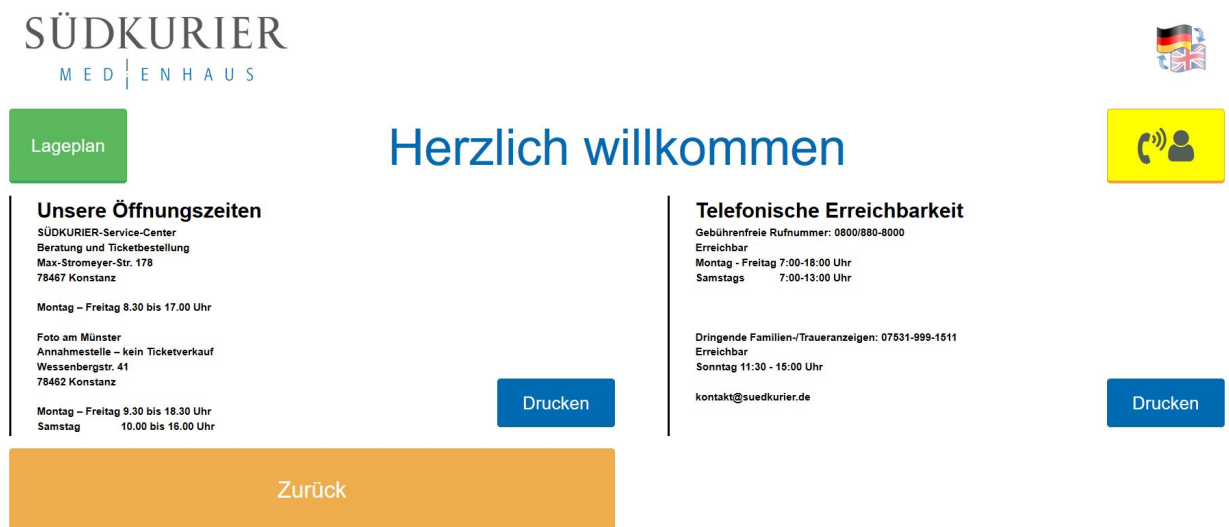 SÜDKURIER
MEDIENHAUS
Lageplan
Herzlich willkommen
Unsere Öffnungszeiten
SÜDKURIER-Service-Center
Beratung und Ticketbestellung
Max-Stromeyer-Str. 178
78467 Konstanz
Montag – Freitag 8.30 bis 17.00 Uhr
Foto am Münster
Annahmestelle – kein Ticketverkauf
Wessenbergstr. 41
78462 Konstanz
Montag – Freitag 9.30 bis 18.30 Uhr
Samstag 10.00 bis 16.00 Uhr
Drucken
Telefonische Erreichbarkeit
Gebührenfreie Rufnummer: 0800/880-8000
Erreichbar
Montag - Freitag 7:00-18:00 Uhr
Samstags 7:00-13:00 Uhr
Dringende Familien-/Traueranzeigen: 07531-999-1511
Erreichbar
Sonntag 11:30 - 15:00 Uhr
kontakt@suedkurier.de
Drucken
Zurück